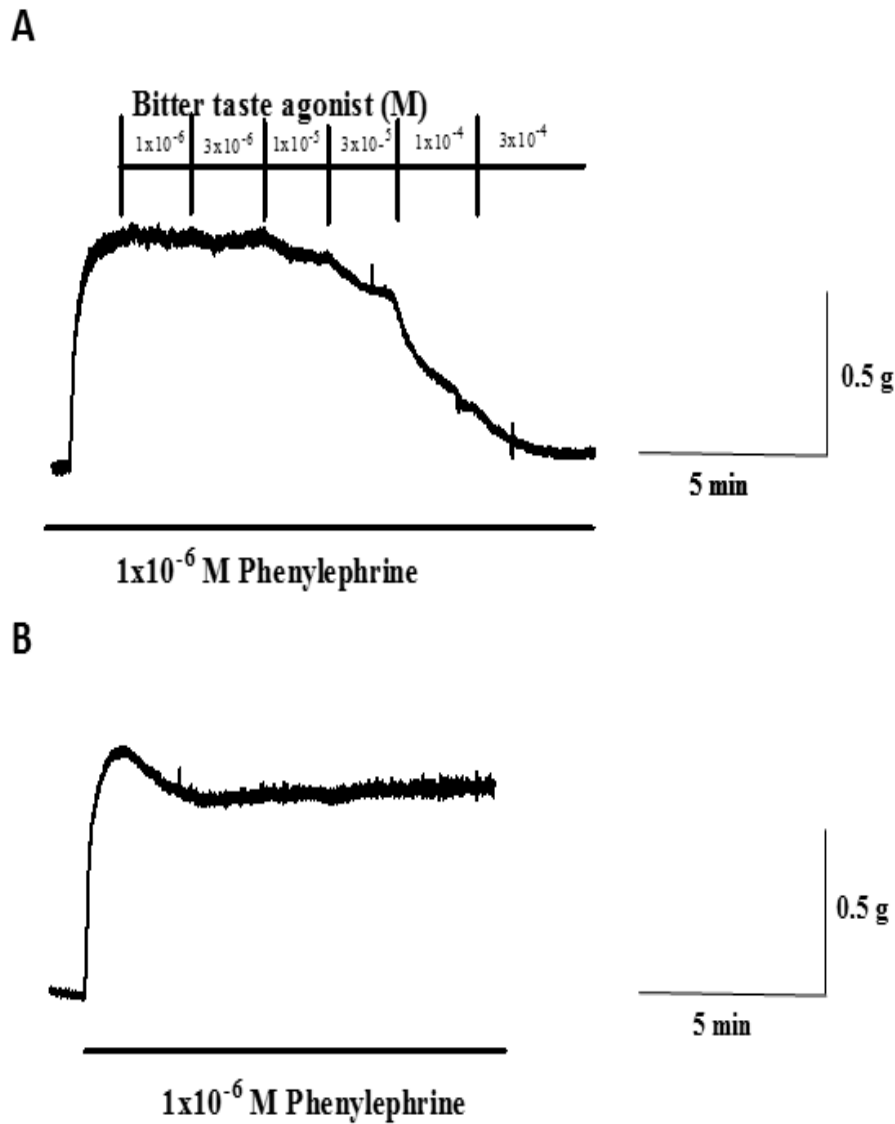 A
Bitter taste agonist (M)
1x10⁻⁶ 3x10⁻⁶ 1x10⁻⁵ 3x10-⁵ 1x10⁻⁴ 3x10⁻⁴
0.5 g
5 min
1x10⁻⁶ M Phenylephrine
B
0.5 g
5 min
1x10⁻⁶ M Phenylephrine